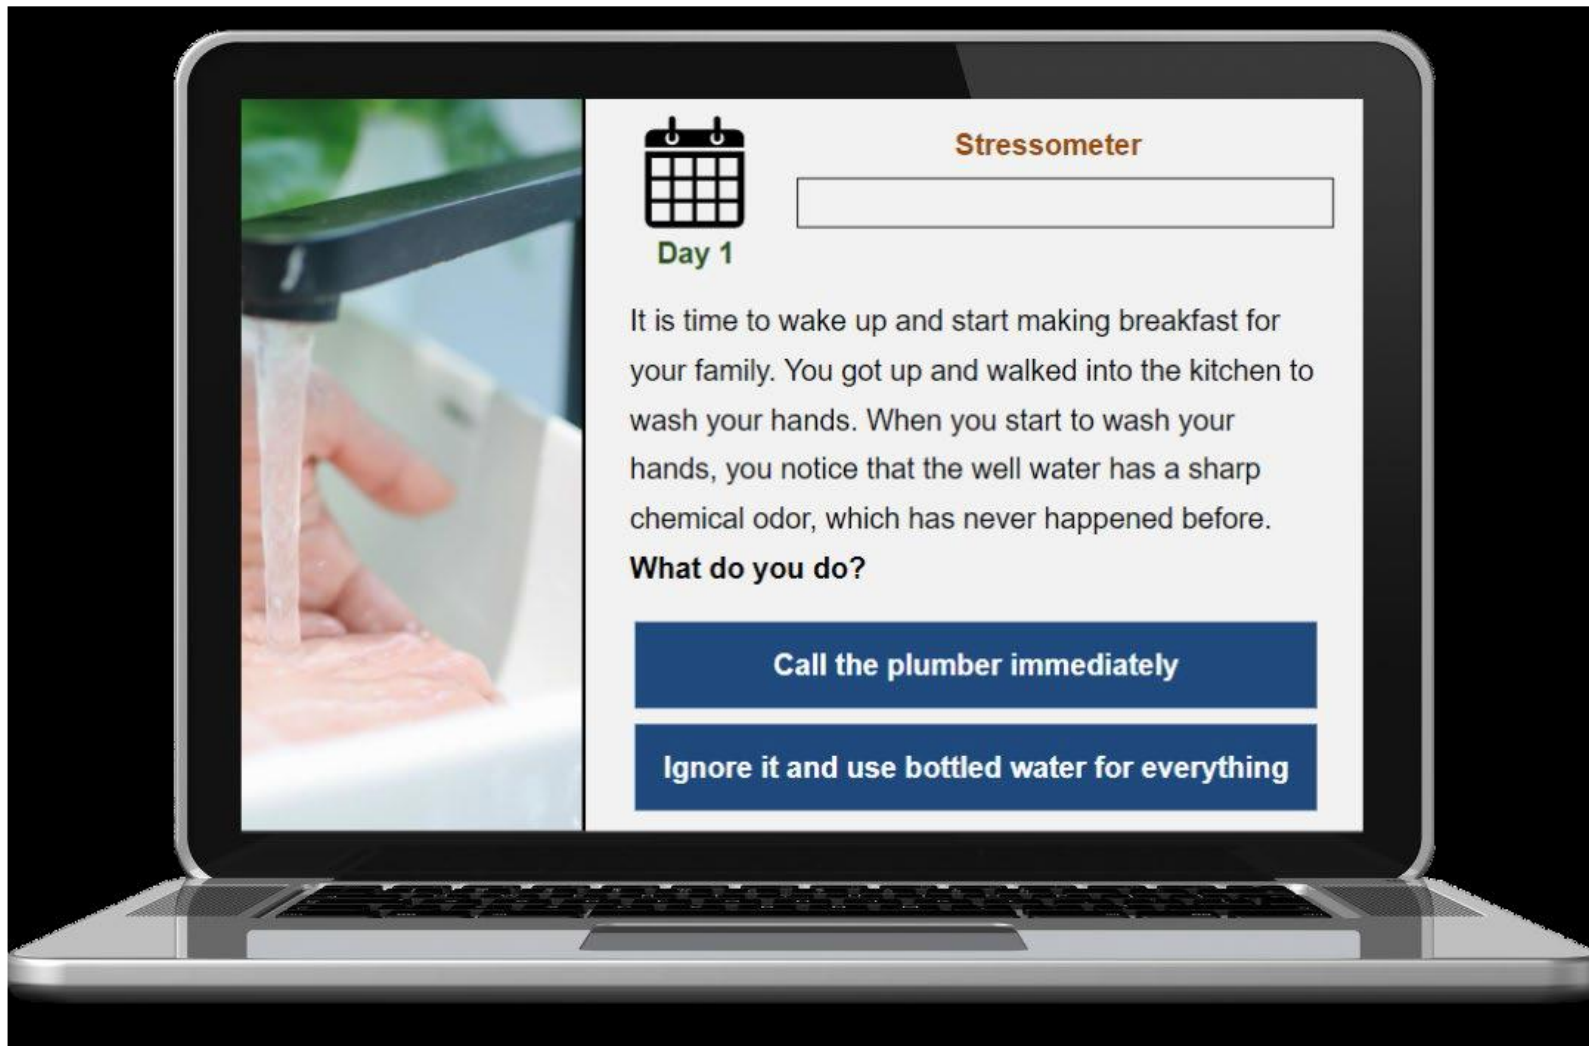 Stressometer
Day 1
It is time to wake up and start making breakfast for
your family. You got up and walked into the kitchen to
wash your hands. When you start to wash your
hands, you notice that the well water has a sharp
chemical odor, which has never happened before.
What do you do?
Call the plumber immediately
Ignore it and use bottled water for everything